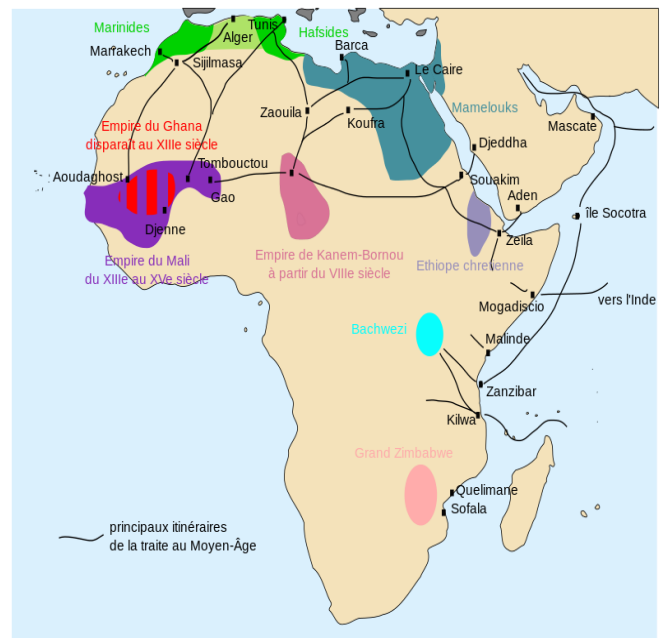 Marinides
Tunis
Hafsides
Alger
Barca
Marrakech
Sijilmasa
Le Caire
Zaouila
Koufra
Mamelouks
Mascate
Empire du Ghana
disparaît au XIIIe siècle
Djeddha
Aoudaghost
Tombouctou
Souakim
Gao
Aden
île Socotra
Djenne
Zeila
Empire du Mali
du XIIIe au XVe siècle
Empire de Kanem-Bornou
à partir du VIIIe siècle
Ethiope chretienne
Mogadiscio
vers l'Inde
Bachwezi
Malinde
Zanzibar
Kilwa
Grand Zimbabwe
Quelimane
Sofala
principaux itinéraires
de la traite au Moyen-Âge